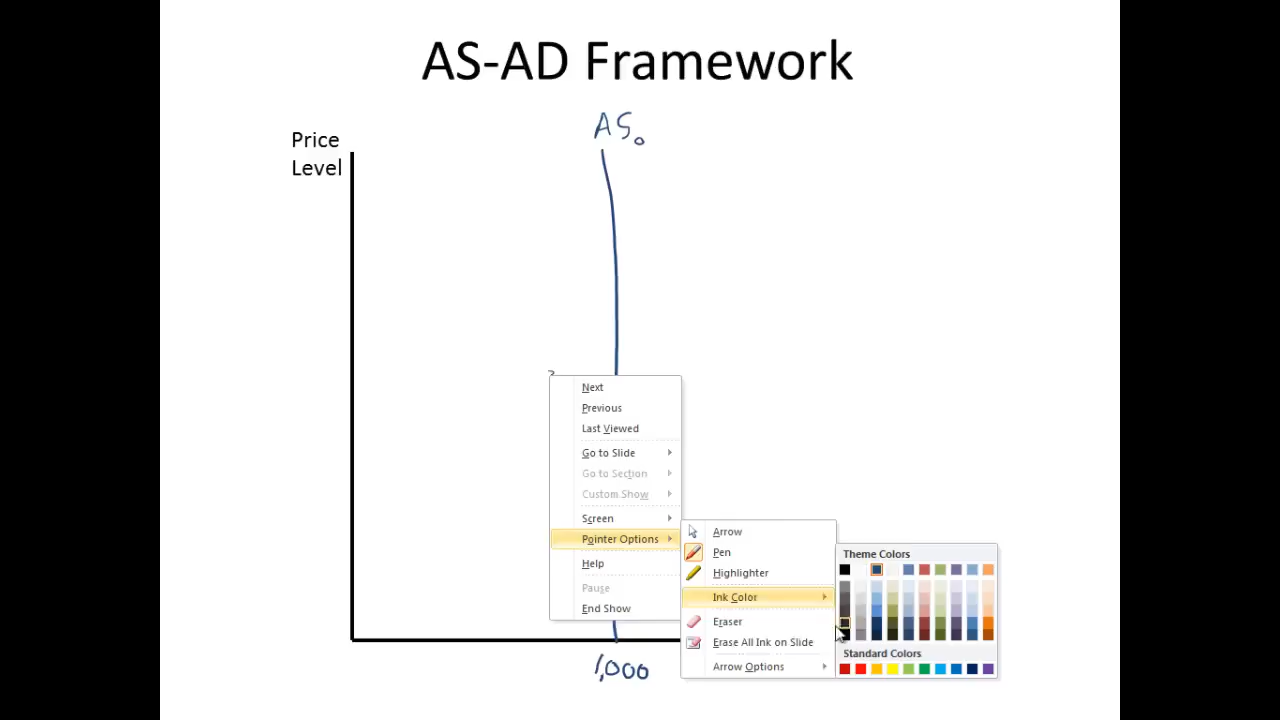 AS-AD Framework
AS₀
Price
Level
Next
Previous
Last Viewed
Go to Slide
Go to Section
Custom Show
Screen
Pointer Options
Help
Pause
End Show
Arrow
Pen
Highlighter
Ink Color
Eraser
Erase All Ink on Slide
Arrow Options
Theme Colors
Standard Colors
1,000